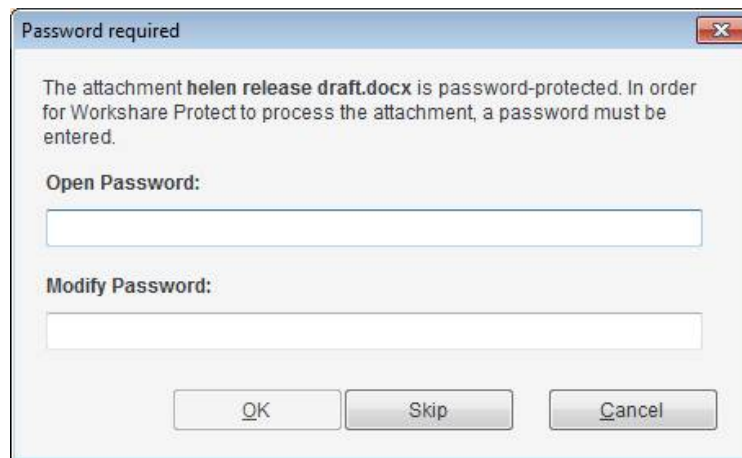 Password required
The attachment helen release draft.docx is password-protected. In order
for Workshare Protect to process the attachment, a password must be
entered.
Open Password:
Modify Password:
OK Skip Cancel